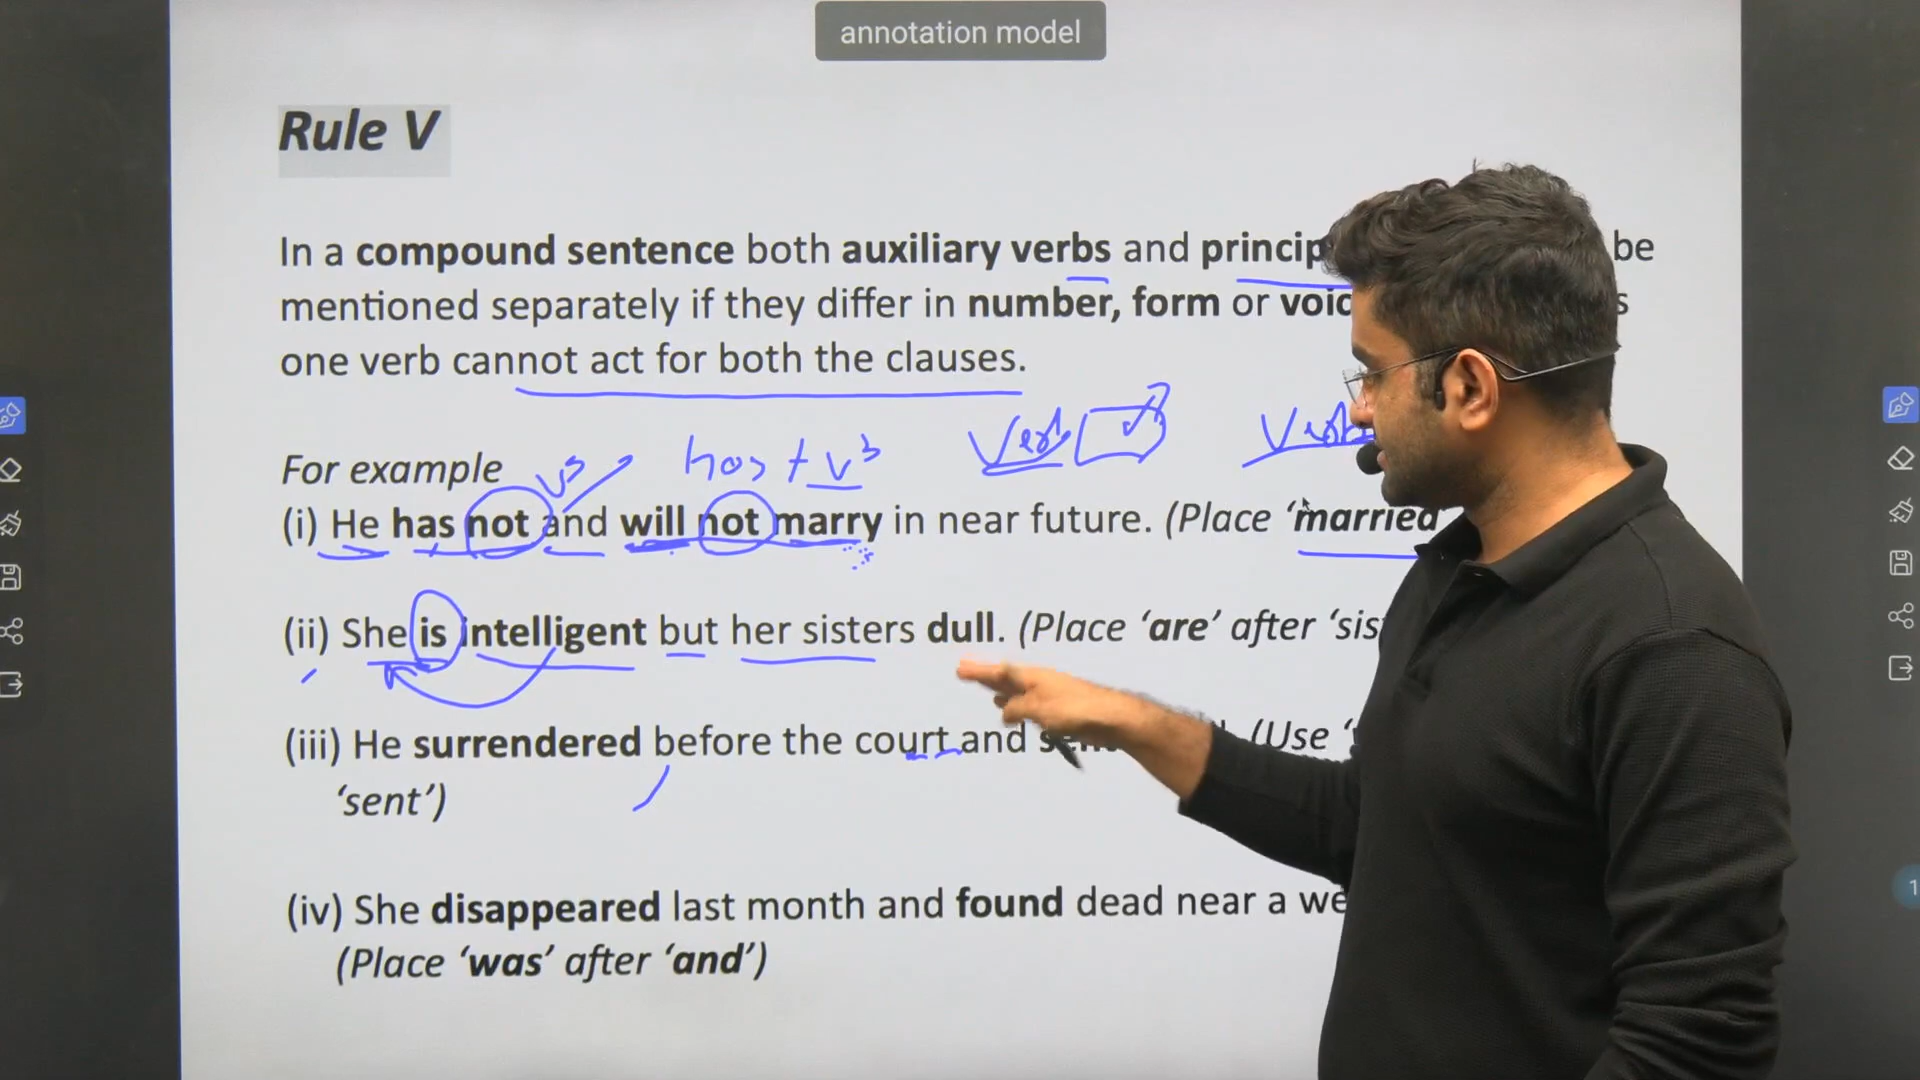 annotation model
Rule V
In a compound sentence both auxiliary verbs and princip be
mentioned separately if they differ in number, form or voic s
one verb cannot act for both the clauses.
Verb Verb
has + v³
For example
v³
(i) He has not and will not marry in near future. (Place ‘married
(ii) She is intelligent but her sisters dull. (Place ‘are’ after ‘sis
(iii) He surrendered before the court and (Use ‘
‘sent’)
(iv) She disappeared last month and found dead near a we
(Place ‘was’ after ‘and’)
1